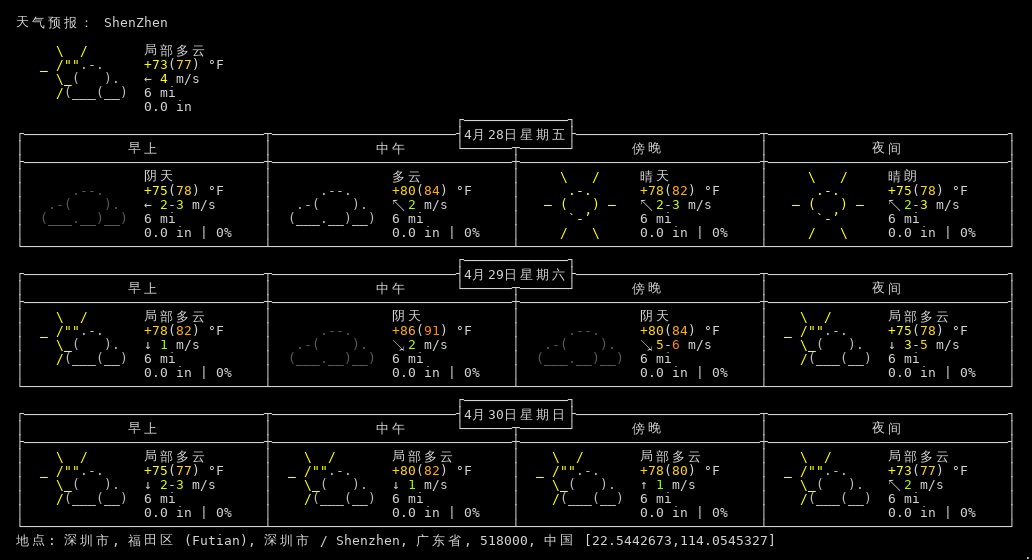 天气预报: ShenZhen
局部多云
+73(77) °F
← 4 m/s
6 mi
0.0 in
4月28日星期五
早上 中午 傍晚 夜间
阴天 多云 晴天 晴朗
+75(78) °F +80(84) °F +78(82) °F +75(78) °F
← 2-3 m/s ↖ 2 m/s ↖ 2-3 m/s ↖ 2-3 m/s
6 mi 6 mi 6 mi 6 mi
0.0 in | 0% 0.0 in | 0% 0.0 in | 0% 0.0 in | 0%
4月29日星期六
早上 中午 傍晚 夜间
局部多云 阴天 阴天 局部多云
+78(82) °F +86(91) °F +80(84) °F +75(78) °F
↓ 1 m/s ↘ 2 m/s ↘ 5-6 m/s ↓ 3-5 m/s
6 mi 6 mi 6 mi 6 mi
0.0 in | 0% 0.0 in | 0% 0.0 in | 0% 0.0 in | 0%
4月30日星期日
早上 中午 傍晚 夜间
局部多云 局部多云 局部多云 局部多云
+75(77) °F +80(82) °F +78(80) °F +73(77) °F
↓ 2-3 m/s ↓ 1 m/s ↑ 1 m/s ↖ 2 m/s
6 mi 6 mi 6 mi 6 mi
0.0 in | 0% 0.0 in | 0% 0.0 in | 0% 0.0 in | 0%
地点: 深圳市, 福田区 (Futian), 深圳市 / Shenzhen, 广东省, 518000, 中国 [22.5442673,114.0545327]